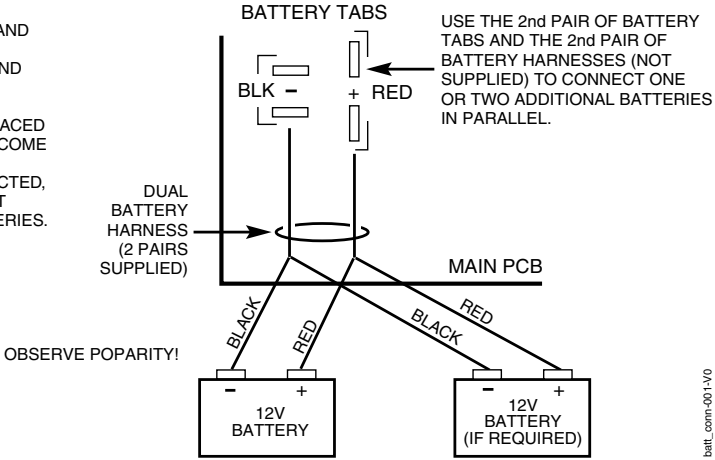 BATTERY TABS
AND
ND
ACED
COME
CTED,
T
ERIES.
USE THE 2nd PAIR OF BATTERY
TABS AND THE 2nd PAIR OF
BATTERY HARNESSES (NOT
SUPPLIED) TO CONNECT ONE
OR TWO ADDITIONAL BATTERIES
IN PARALLEL.
BLK - + RED
DUAL
BATTERY
HARNESS
(2 PAIRS
SUPPLIED)
MAIN PCB
BLACK
RED
BLACK
RED
OBSERVE POPARITY!
- +
12V
BATTERY
- +
12V
BATTERY
(IF REQUIRED)
batt_conn-001-V0